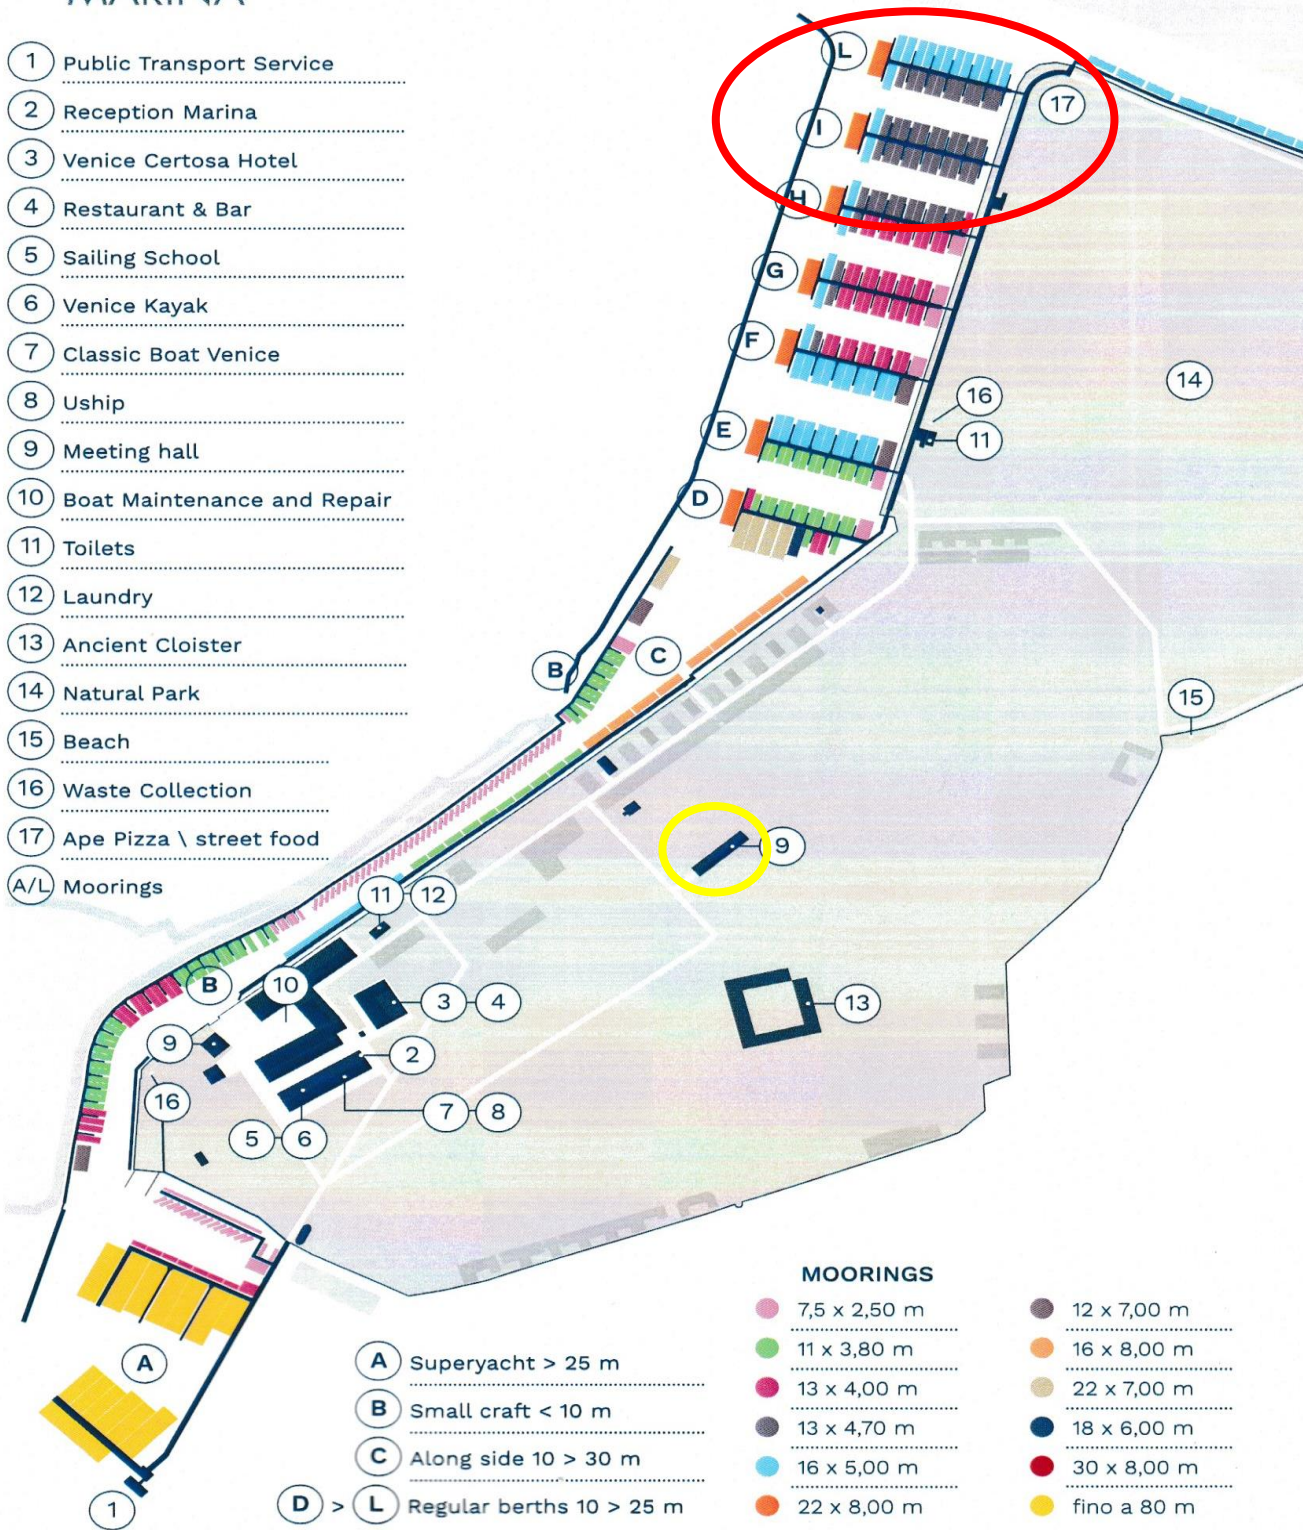 MARINA
1 Public Transport Service
2 Reception Marina
3 Venice Certosa Hotel
4 Restaurant & Bar
5 Sailing School
6 Venice Kayak
7 Classic Boat Venice
8 Uship
9 Meeting hall
10 Boat Maintenance and Repair
11 Toilets
12 Laundry
13 Ancient Cloister
14 Natural Park
15 Beach
16 Waste Collection
17 Ape Pizza \ street food
A/L Moorings
L
17
I
H
G
F
14
16
E
11
D
B
C
15
9
11 12
B
10
3 4
13
9
2
16
7 8
5 6
A
1
A Superyacht > 25 m
B Small craft < 10 m
C Along side 10 > 30 m
D > L Regular berths 10 > 25 m
MOORINGS
7,5 x 2,50 m
11 x 3,80 m
13 x 4,00 m
13 x 4,70 m
16 x 5,00 m
22 x 8,00 m
12 x 7,00 m
16 x 8,00 m
22 x 7,00 m
18 x 6,00 m
30 x 8,00 m
fino a 80 m